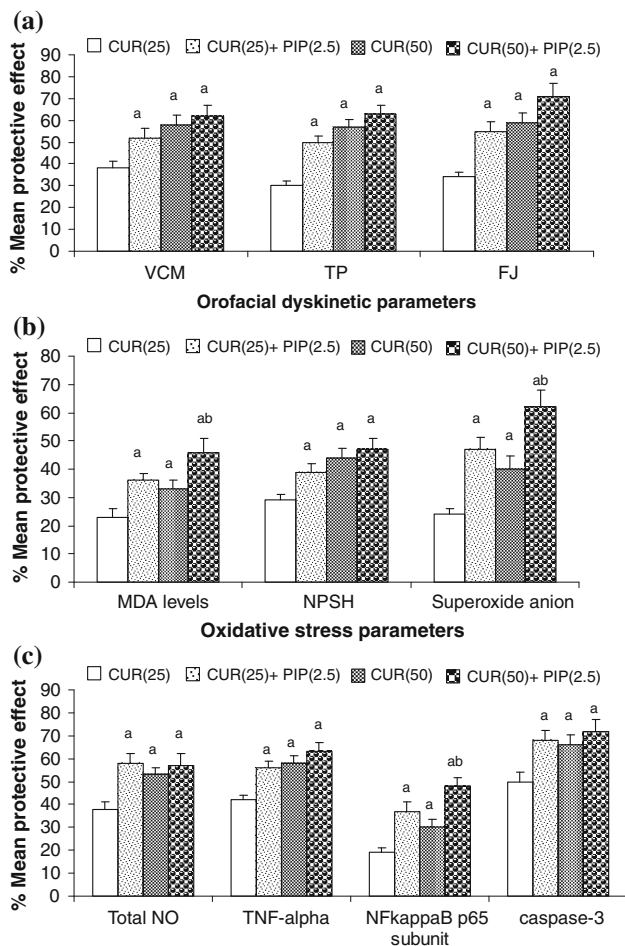 (a)
CUR(25) CUR(25)+ PIP(2.5) CUR(50) CUR(50)+ PIP(2.5)
90
80
70
60
50
40
30
20
10
0
% Mean protective effect
a a a
a a a
a a a
VCM TP FJ
Orofacial dyskinetic parameters
(b)
CUR(25) CUR(25)+ PIP(2.5) CUR(50) CUR(50)+ PIP(2.5)
80
70
60
50
40
30
20
10
0
% Mean protective effect
a a ab
a a a
a a ab
MDA levels NPSH Superoxide anion
Oxidative stress parameters
(c)
CUR(25) CUR(25)+ PIP(2.5) CUR(50) CUR(50)+ PIP(2.5)
90
80
70
60
50
40
30
20
10
0
% Mean protective effect
a a a
a a a
a a ab
a a a
Total NO TNF-alpha NFkappaB p65 caspase-3
subunit